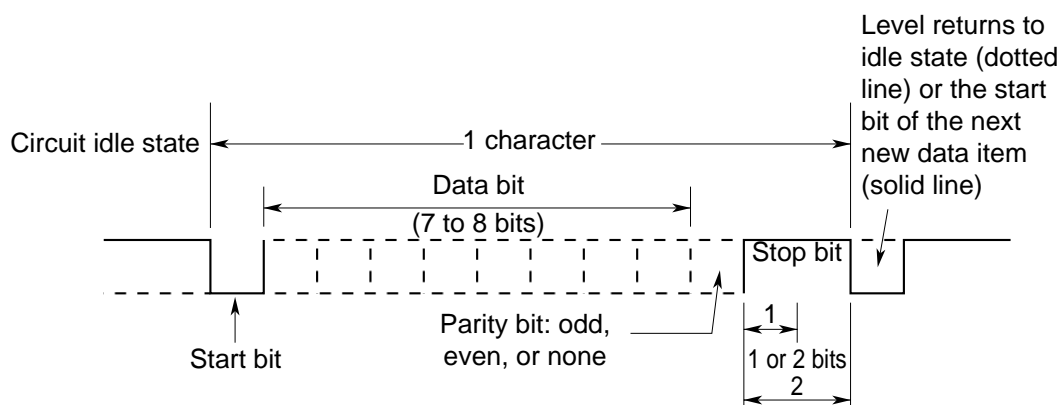 Level returns to
idle state (dotted
line) or the start
bit of the next
new data item
(solid line)
Circuit idle state
1 character
Data bit
(7 to 8 bits)
Stop bit
Parity bit: odd,
even, or none
Start bit
1
1 or 2 bits
2